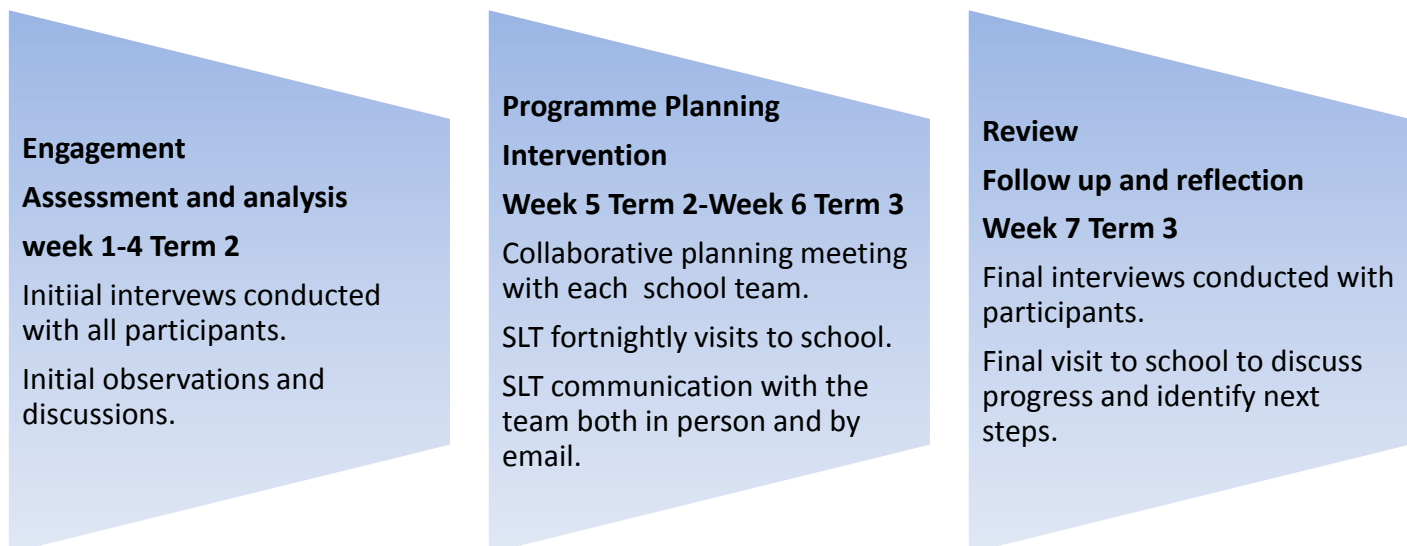 Engagement
Assessment and analysis
week 1-4 Term 2
Initiial intervews conducted
with all participants.
Initial observations and
discussions.
Programme Planning
Intervention
Week 5 Term 2-Week 6 Term 3
Collaborative planning meeting
with each  school team.
SLT fortnightly visits to school.
SLT communication with the
team both in person and by
email.
Review
Follow up and reflection
Week 7 Term 3
Final interviews conducted with
participants.
Final visit to school to discuss
progress and identify next
steps.